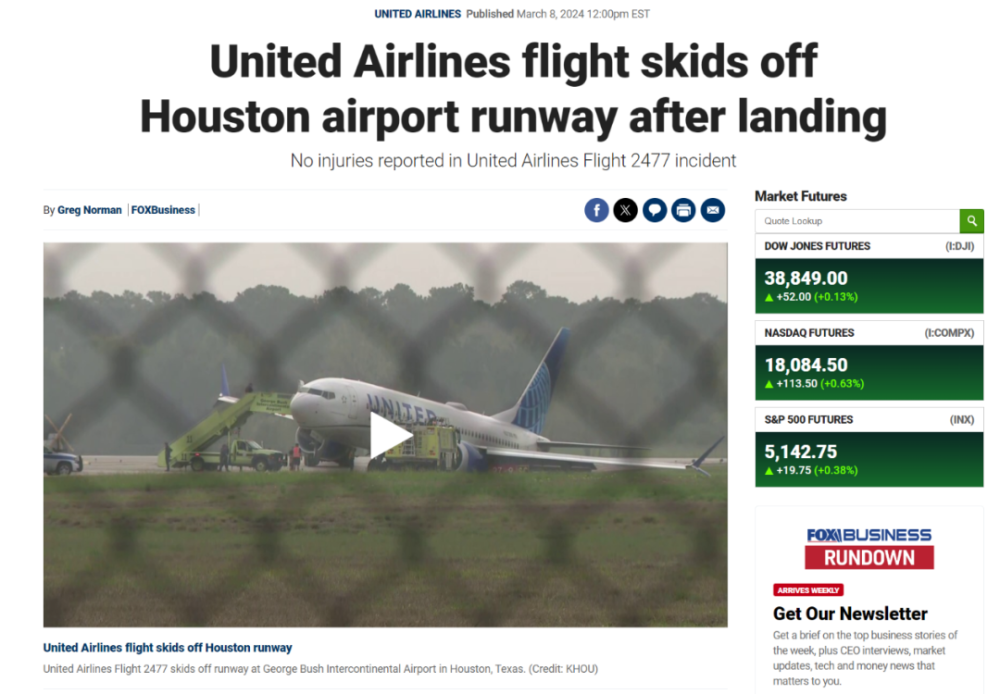 UNITED AIRLINES Published March 8, 2024 12:00pm EST
United Airlines flight skids off
Houston airport runway after landing
No injuries reported in United Airlines Flight 2477 incident
By Greg Norman FOXBusiness
f X
UNITED
United Airlines flight skids off Houston runway
United Airlines Flight 2477 skids off runway at George Bush Intercontinental Airport in Houston, Texas. (Credit: KHOU)
Market Futures
Quote Lookup
DOW JONES FUTURES (I:DJI)
38,849.00
▲ +52.00 (+0.13%)
NASDAQ FUTURES (I:COMPX)
18,084.50
▲ +113.50 (+0.63%)
S&P 500 FUTURES (INX)
5,142.75
▲ +19.75 (+0.38%)
FOX BUSINESS
RUNDOWN
ARRIVES WEEKLY
Get Our Newsletter
Get a brief on the top business stories of
the week, plus CEO interviews, market
updates, tech and money news that
matters to you.